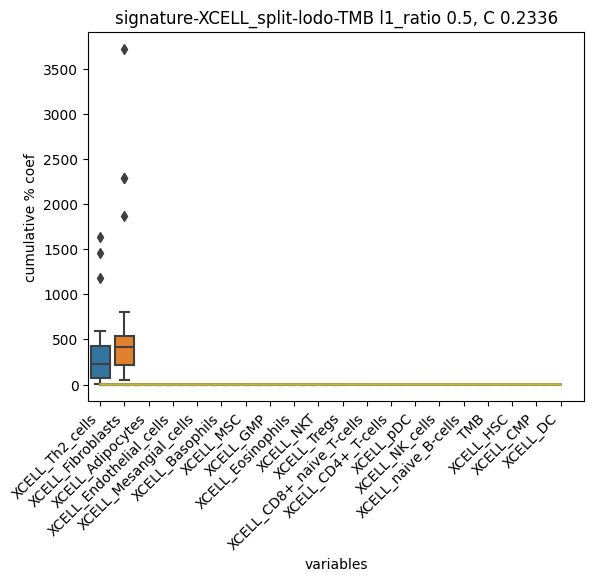 signature-XCELL_split-lodo-TMB l1_ratio 0.5, C 0.2336
cumulative % coef
3500
3000
2500
2000
1500
1000
500
0
XCELL_Th2_cells
XCELL_Fibroblasts
XCELL_Adipocytes
XCELL_Endothelial_cells
XCELL_Mesangial_cells
XCELL_Basophils
XCELL_MSC
XCELL_GMP
XCELL_Eosinophils
XCELL_NKT
XCELL_Tregs
XCELL_CD8+_naive_T-cells
XCELL_CD4+_T-cells
XCELL_pDC
XCELL_NK_cells
XCELL_naive_B-cells
TMB
XCELL_HSC
XCELL_CMP
XCELL_DC
variables